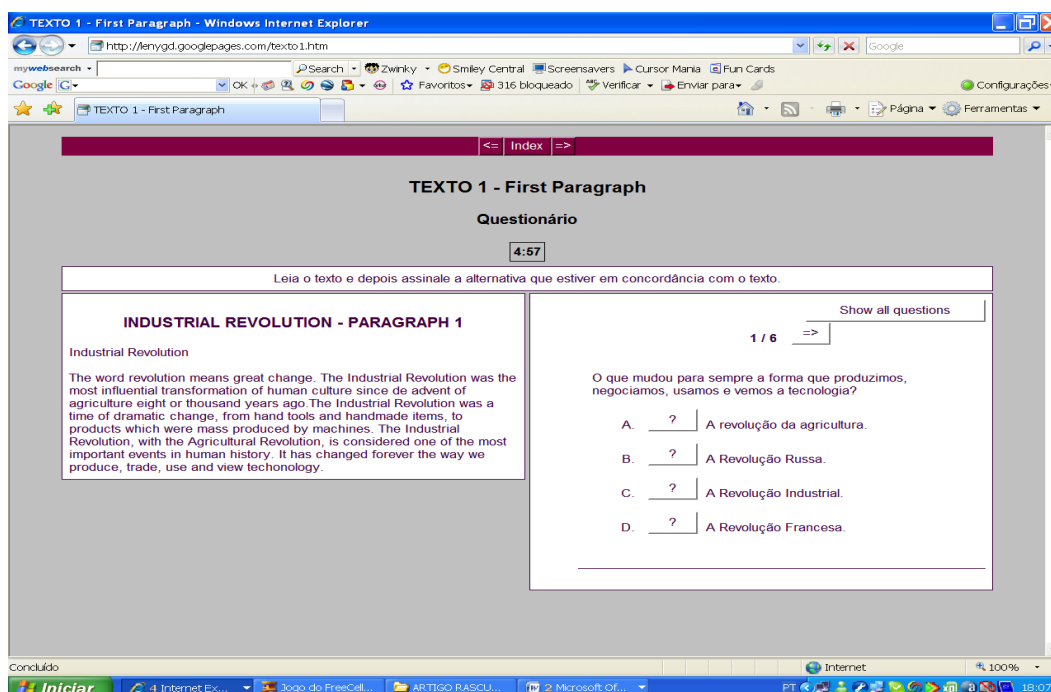 TEXTO 1 - First Paragraph - Windows Internet Explorer
http://lenygd.googlepages.com/texto1.htm
Google
mywebsearch
Search
Zwinky
Smiley Central
Screensavers
Cursor Mania
Fun Cards
Google
G
OK
Favoritos
316 bloqueado
Verificar
Enviar para
Configurações
TEXTO 1 - First Paragraph
Página
Ferramentas
<= Index =>
TEXTO 1 - First Paragraph
Questionário
4:57
Leia o texto e depois assinale a alternativa que estiver em concordância com o texto.
INDUSTRIAL REVOLUTION - PARAGRAPH 1
Industrial Revolution
The word revolution means great change. The Industrial Revolution was the
most influential transformation of human culture since de advent of
agriculture eight or thousand years ago.The Industrial Revolution was a
time of dramatic change, from hand tools and handmade items, to
products which were mass produced by machines. The Industrial
Revolution, with the Agricultural Revolution, is considered one of the most
important events in human history. It has changed forever the way we
produce, trade, use and view techonology.
Show all questions
1 / 6 =>
O que mudou para sempre a forma que produzimos,
negociamos, usamos e vemos a tecnologia?
A. ? A revolução da agricultura.
B. ? A Revolução Russa.
C. ? A Revolução Industrial.
D. ? A Revolução Francesa.
Concluído
Internet
100%
Iniciar
4 Internet Ex...
Jogo do FreeCell...
ARTIGO RASCU...
2 Microsoft Of...
PT
18:07